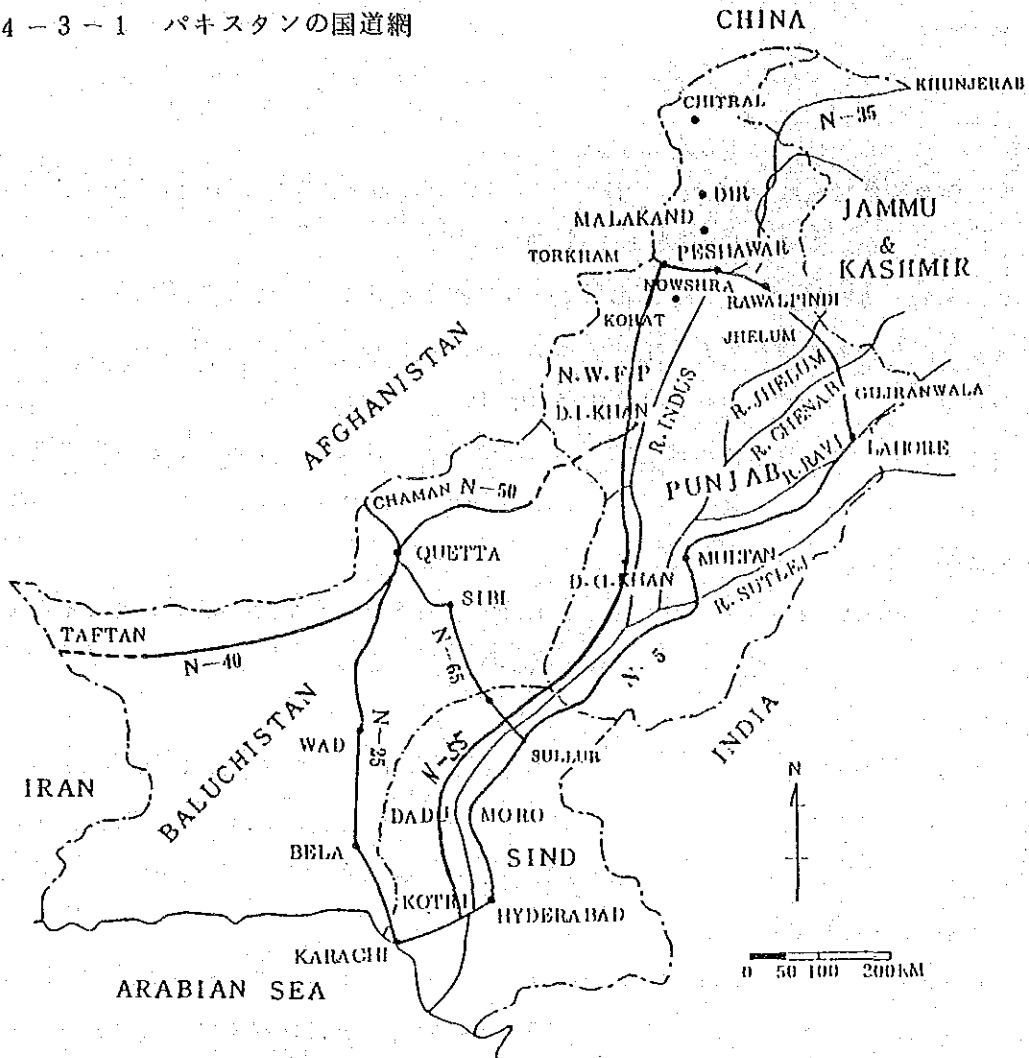 4-3-1 パキスタンの国道網
CHINA
KHUNJERAB
CHITRAL
N-35
DIR
JAMMU
&
KASHMIR
MALAKAND
TORKHAM
PESHAWAR
NOWSHRA
RAWALPINDI
KOHAT
JHELUM
AFGHANISTAN
N.W.F.P
R.INDUS
R.JHELUM
GUJRANWALA
D.I.KHAN
R.CHENAB
R.RAVI
LAHORE
PUNJAB
CHAMAN
N-50
QUETTA
MULTAN
D.G.KHAN
SIBI
R.SUTLEJ
TAFTAN
N-40
N-65
N-5
N-25
BALUCHISTAN
WAD
N-55
SULLUR
INDIA
IRAN
N
DADU
MORO
BELA
SIND
KOTRI
HYDERABAD
KARACHI
ARABIAN SEA
0 50 100 200KM